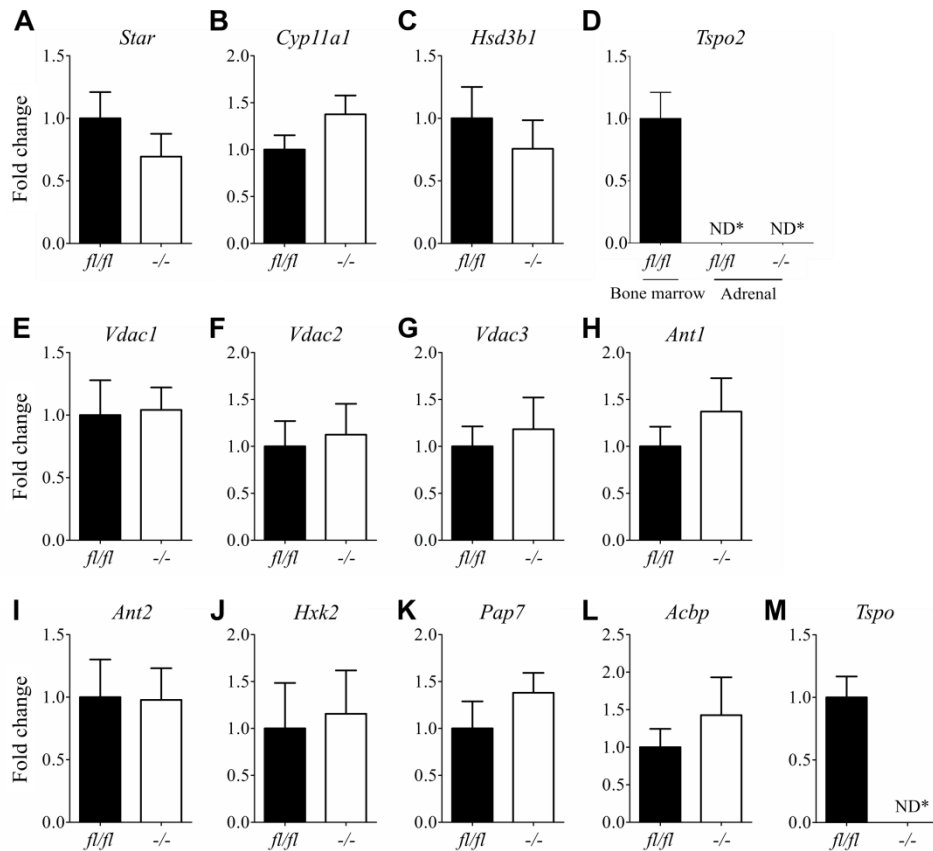 A Star
Fold change
1.5
1.0
0.5
0.0
fl/fl -/-
B Cyp11a1
2.0
1.5
1.0
0.5
0.0
fl/fl -/-
C Hsd3b1
1.5
1.0
0.5
0.0
fl/fl -/-
D Tspo2
1.5
1.0
0.5
0.0
ND* ND*
fl/fl fl/fl -/-
Bone marrow Adrenal
E Vdac1
Fold change
1.5
1.0
0.5
0.0
fl/fl -/-
F Vdac2
2.0
1.5
1.0
0.5
0.0
fl/fl -/-
G Vdac3
2.0
1.5
1.0
0.5
0.0
fl/fl -/-
H Ant1
2.0
1.5
1.0
0.5
0.0
fl/fl -/-
I Ant2
Fold change
1.5
1.0
0.5
0.0
fl/fl -/-
J Hxk2
2.0
1.5
1.0
0.5
0.0
fl/fl -/-
K Pap7
2.0
1.5
1.0
0.5
0.0
fl/fl -/-
L Acbp
2.5
2.0
1.5
1.0
0.5
0.0
fl/fl -/-
M Tspo
1.5
1.0
0.5
0.0
ND*
fl/fl -/-